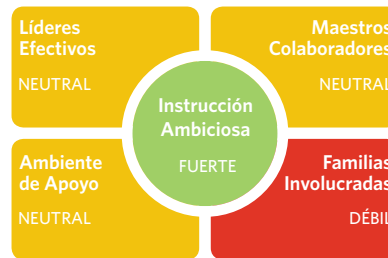 Líderes
Efectivos
NEUTRAL
Maestros
Colaboradores
NEUTRAL
Instrucción
Ambiciosa
FUERTE
Ambiente
de Apoyo
NEUTRAL
Familias
Involucradas
DÉBIL